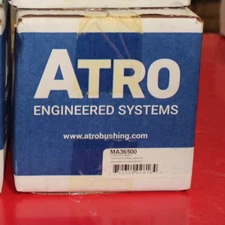 ATRO
ENGINEERED SYSTEMS
www.atrobushing.com
MA36500